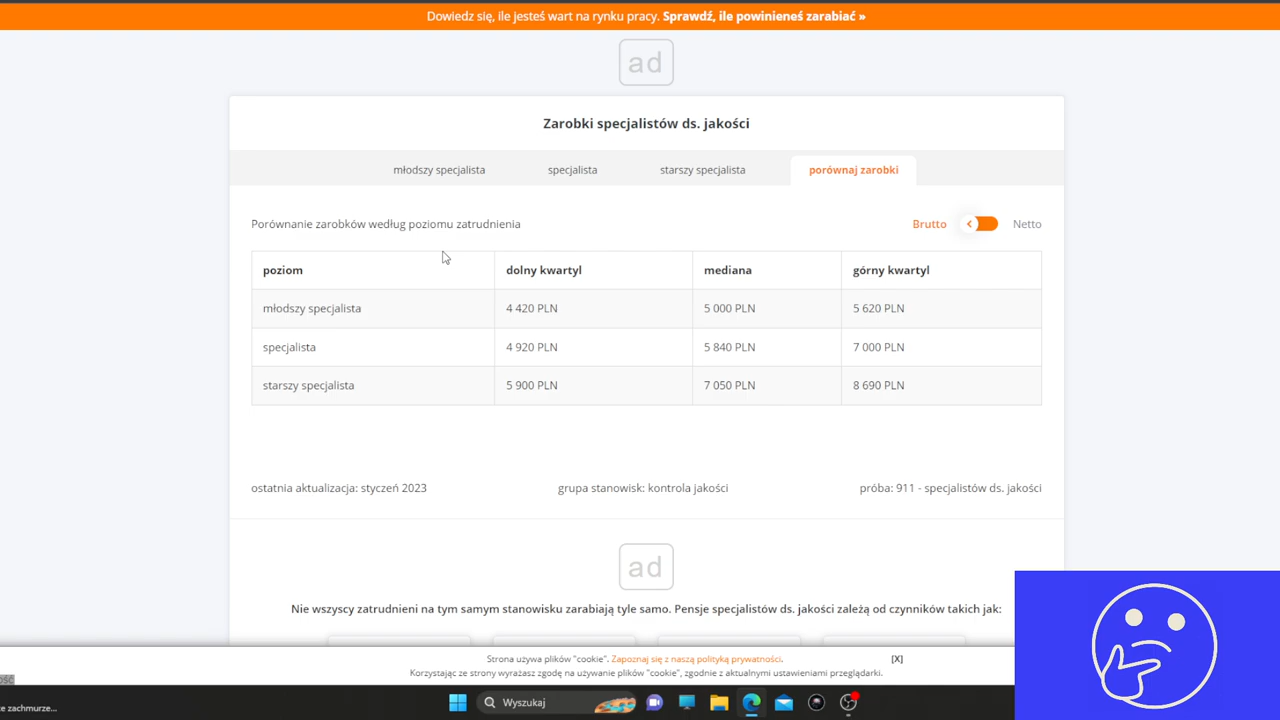 Dowiedz się, ile jesteś wart na rynku pracy. Sprawdź, ile powinieneś zarabiać »
ad
Zarobki specjalistów ds. jakości
młodszy specjalista specjalista starszy specjalista porównaj zarobki
Porównanie zarobków według poziomu zatrudnienia Brutto Netto
poziom dolny kwartyl mediana górny kwartyl
młodszy specjalista 4 420 PLN 5 000 PLN 5 620 PLN
specjalista 4 920 PLN 5 840 PLN 7 000 PLN
starszy specjalista 5 900 PLN 7 050 PLN 8 690 PLN
ostatnia aktualizacja: styczeń 2023 grupa stanowisk: kontrola jakości próba: 911 - specjalistów ds. jakości
ad
Nie wszyscy zatrudnieni na tym samym stanowisku zarabiają tyle samo. Pensje specjalistów ds. jakości zależą od czynników takich jak:
Strona używa plików "cookie". Zapoznaj się z naszą polityką prywatności. [X]
Korzystając ze strony wyrażasz zgodę na używanie plików "cookie", zgodnie z aktualnymi ustawieniami przeglądarki.
Wyszukaj
ze zachmurze...